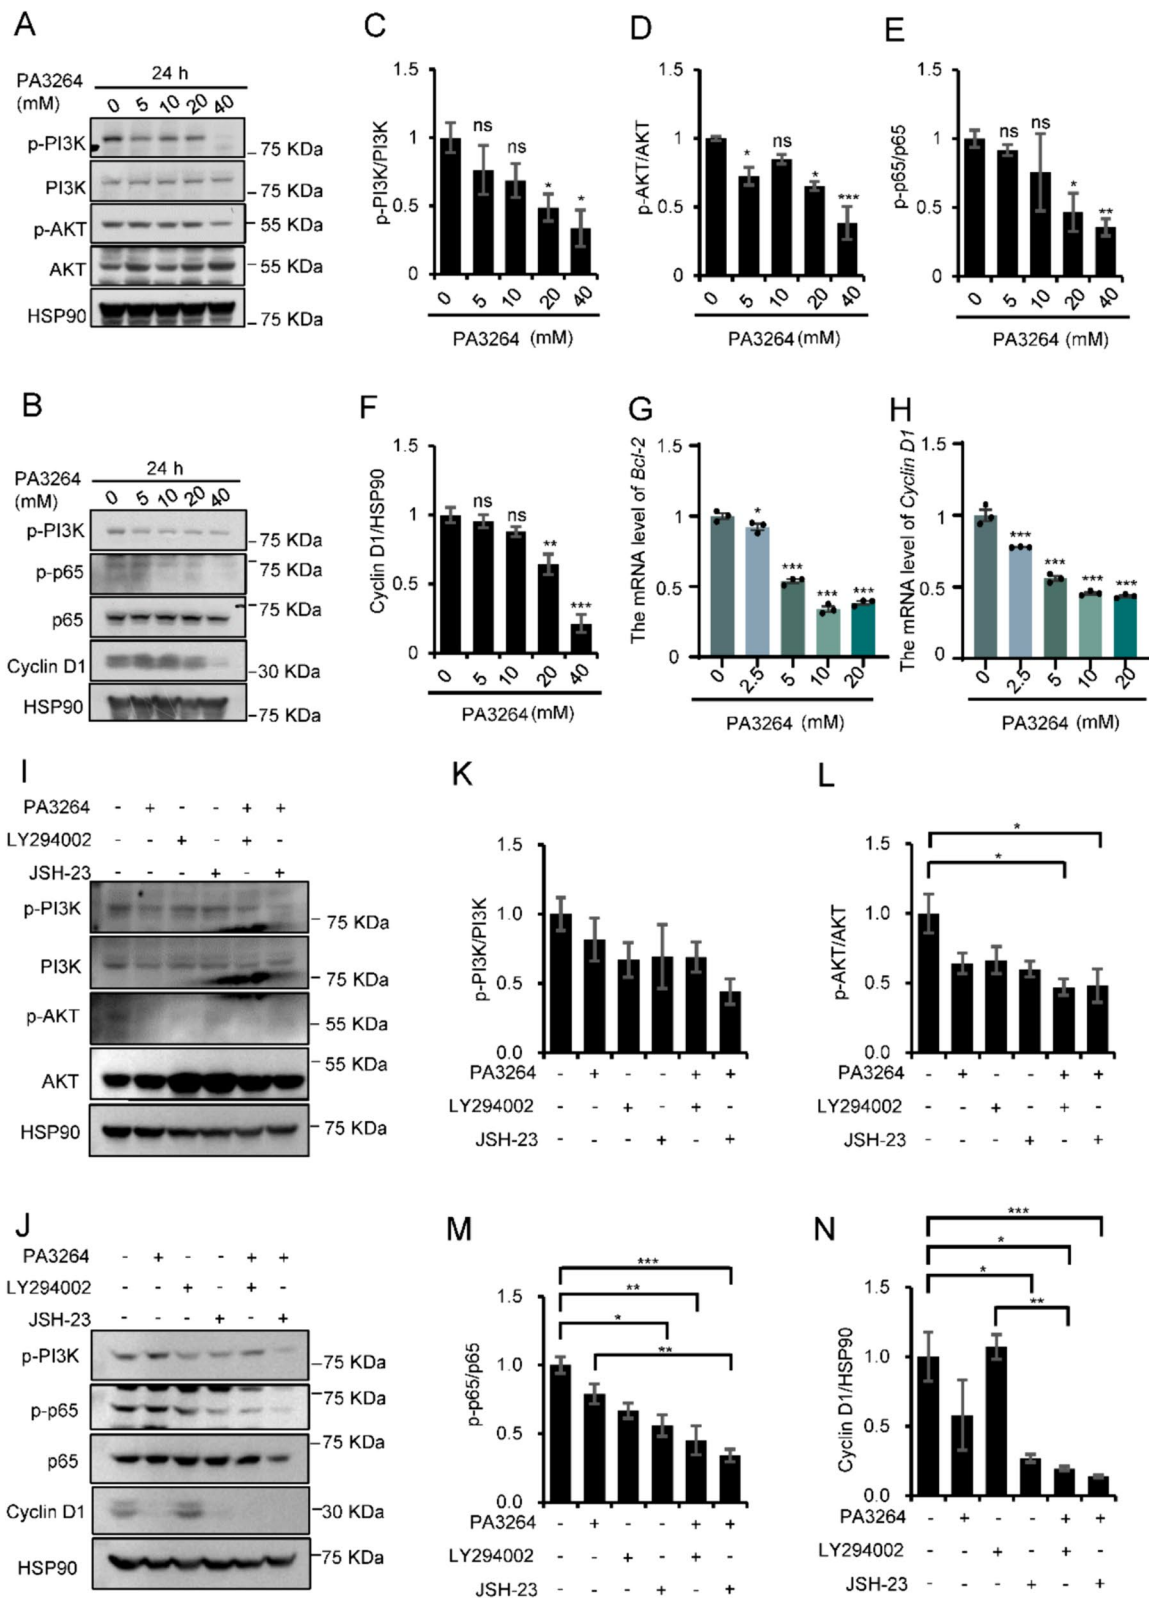 A
24 h
PA3264
(mM)
0 5 10 20 40
p-PI3K
75 KDa
PI3K
75 KDa
p-AKT
55 KDa
AKT
55 KDa
HSP90
75 KDa
C
p-PI3K/PI3K
1.5
1
0.5
0
ns ns * *
0 5 10 20 40
PA3264 (mM)
D
p-AKT/AKT
1.5
1
0.5
0
* ns * ***
0 5 10 20 40
PA3264 (mM)
E
p-p65/p65
1.5
1
0.5
0
ns ns * **
0 5 10 20 40
PA3264 (mM)
B
24 h
PA3264
(mM)
0 5 10 20 40
p-PI3K
75 KDa
p-p65
75 KDa
p65
75 KDa
Cyclin D1
30 KDa
HSP90
75 KDa
F
Cyclin D1/HSP90
1.5
1
0.5
0
ns ns ** ***
0 5 10 20 40
PA3264 (mM)
G
The mRNA level of Bcl-2
1.5
1
0.5
0
* *** *** ***
0 2.5 5 10 20
PA3264 (mM)
H
The mRNA level of Cyclin D1
1.5
1
0.5
0
*** *** *** ***
0 2.5 5 10 20
PA3264 (mM)
I
PA3264 - + - - + +
LY294002 - - + - + -
JSH-23 - - - + - +
p-PI3K
75 KDa
PI3K
75 KDa
p-AKT
55 KDa
AKT
55 KDa
HSP90
75 KDa
K
p-PI3K/PI3K
1.5
1.0
0.5
0.0
PA3264 - + - - + +
LY294002 - - + - + -
JSH-23 - - - + - +
L
p-AKT/AKT
1.5
1.0
0.5
0.0
*
*
PA3264 - + - - + +
LY294002 - - + - + -
JSH-23 - - - + - +
J
PA3264 - + - - + +
LY294002 - - + - + -
JSH-23 - - - + - +
p-PI3K
75 KDa
p-p65
75 KDa
p65
75 KDa
Cyclin D1
30 KDa
HSP90
75 KDa
M
p-p65/p65
1.5
1.0
0.5
0.0
***
**
*
**
PA3264 - + - - + +
LY294002 - - + - + -
JSH-23 - - - + - +
N
Cyclin D1/HSP90
1.5
1.0
0.5
0.0
***
*
*
**
PA3264 - + - - + +
LY294002 - - + - + -
JSH-23 - - - + - +